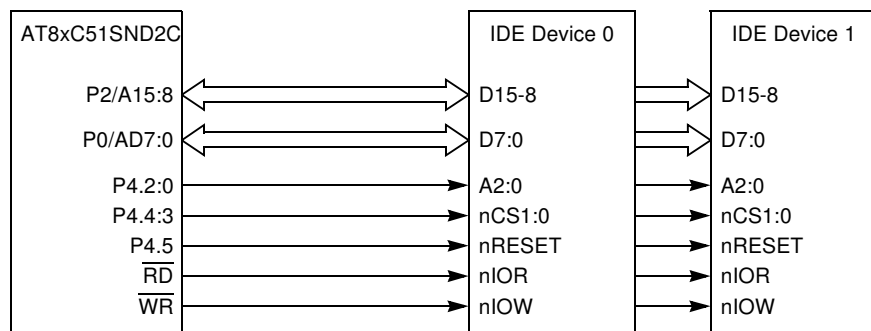 AT8xC51SND2C IDE Device 0 IDE Device 1
P2/A15:8 D15-8 D15-8
P0/AD7:0 D7:0 D7:0
P4.2:0 A2:0 A2:0
P4.4:3 nCS1:0 nCS1:0
P4.5 nRESET nRESET
RD nIOR nIOR
WR nIOW nIOW